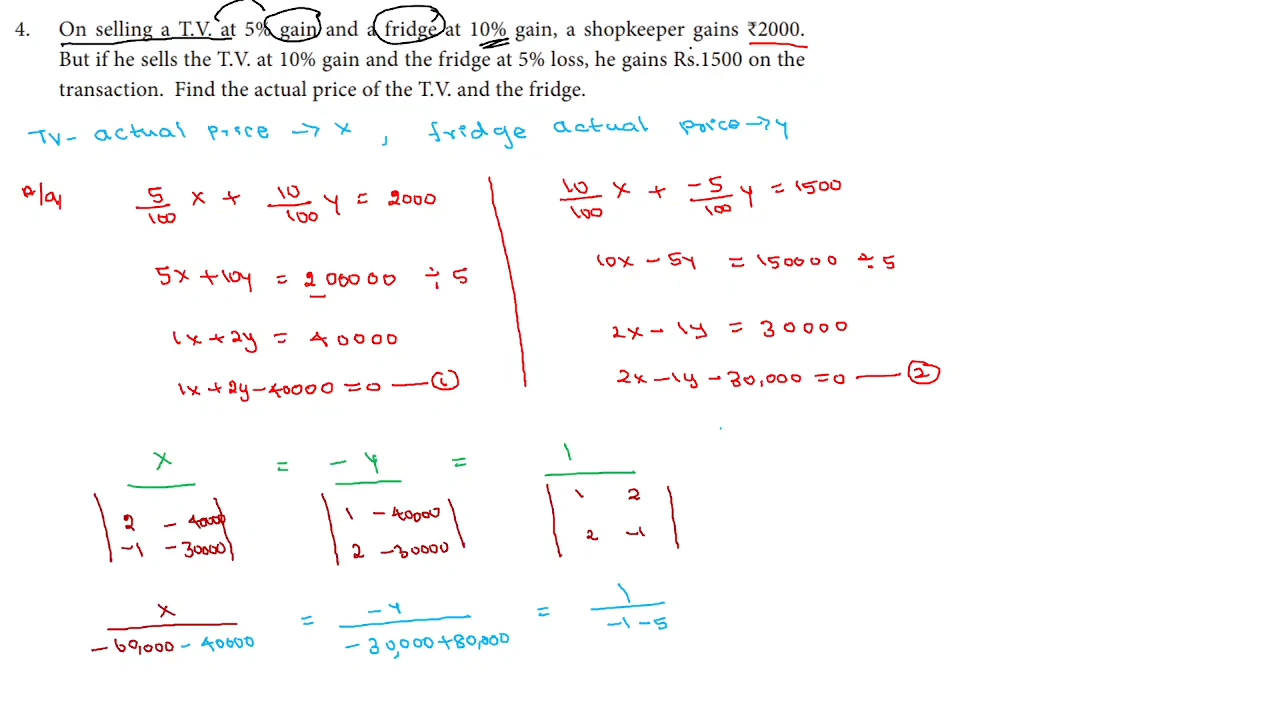 4. On selling a T.V. at 5% gain and a fridge at 10% gain, a shopkeeper gains ₹2000.
But if he sells the T.V. at 10% gain and the fridge at 5% loss, he gains Rs.1500 on the
transaction. Find the actual price of the T.V. and the fridge.
TV- actual price → x , fridge actual price → y
A/Q 5/100 x + 10/100 y = 2000
10/100 x + -5/100 y = 1500
5x + 10y = 200000 ÷ 5
10x - 5y = 150000 ÷ 5
1x + 2y = 40000
2x - 1y = 30000
1x + 2y - 40000 = 0 — ①
2x - 1y - 30,000 = 0 — ②
x = - y = 1
2 - 4000
-1 - 30000
1 - 40000
2 - 30000
1 2
2 -1
x / -60,000 - 40000 = -y / -30,000 + 80,000 = 1 / -1 - 5